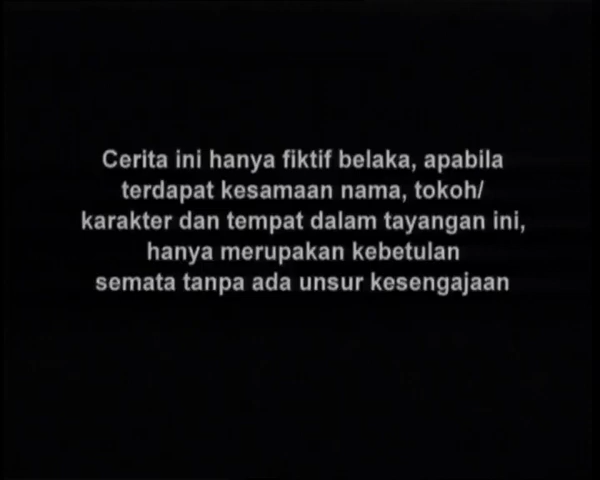 Cerita ini hanya fiktif belaka, apabila
terdapat kesamaan nama, tokoh/
karakter dan tempat dalam tayangan ini,
hanya merupakan kebetulan
semata tanpa ada unsur kesengajaan